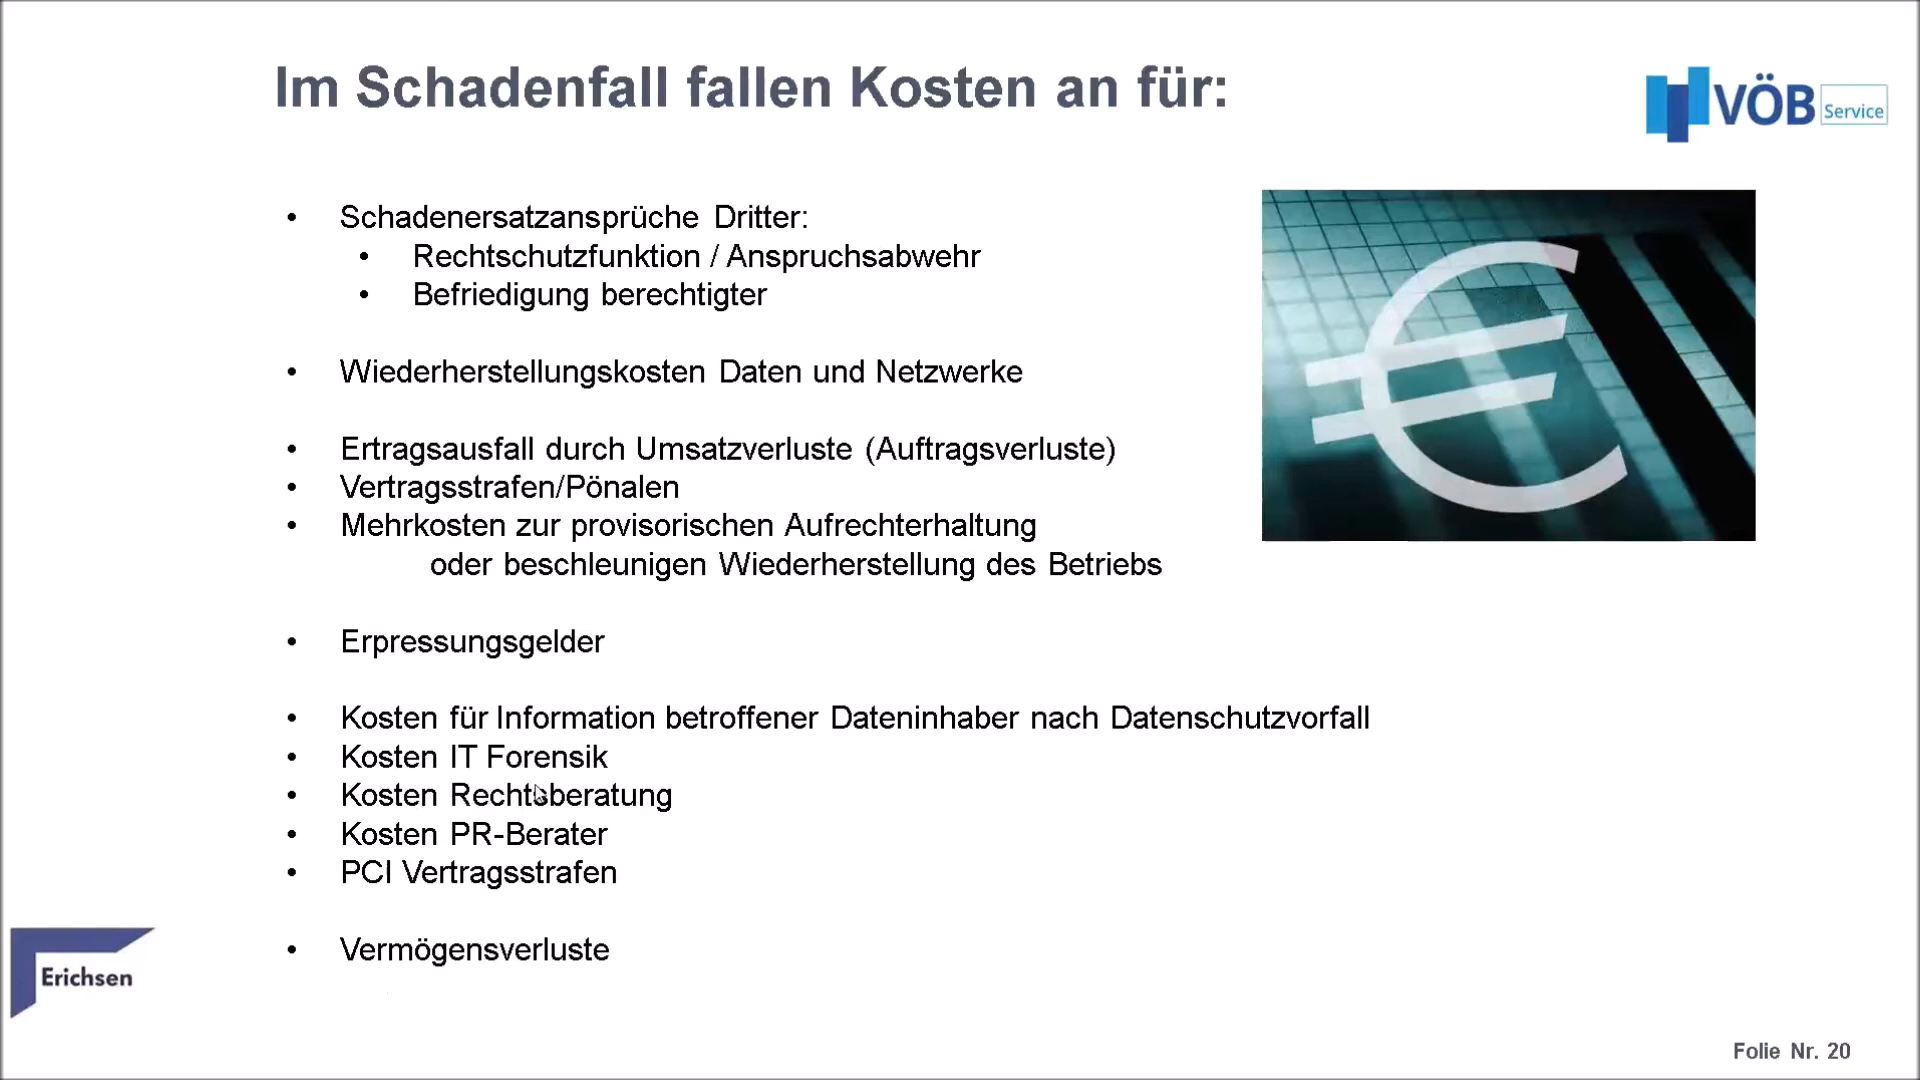 Im Schadenfall fallen Kosten an für:
VÖB Service
• Schadenersatzansprüche Dritter:
• Rechtschutzfunktion / Anspruchsabwehr
• Befriedigung berechtigter
• Wiederherstellungskosten Daten und Netzwerke
• Ertragsausfall durch Umsatzverluste (Auftragsverluste)
• Vertragsstrafen/Pönalen
• Mehrkosten zur provisorischen Aufrechterhaltung
oder beschleunigen Wiederherstellung des Betriebs
• Erpressungsgelder
• Kosten für Information betroffener Dateninhaber nach Datenschutzvorfall
• Kosten IT Forensik
• Kosten Rechtsberatung
• Kosten PR-Berater
• PCI Vertragsstrafen
• Vermögensverluste
Erichsen
Folie Nr. 20